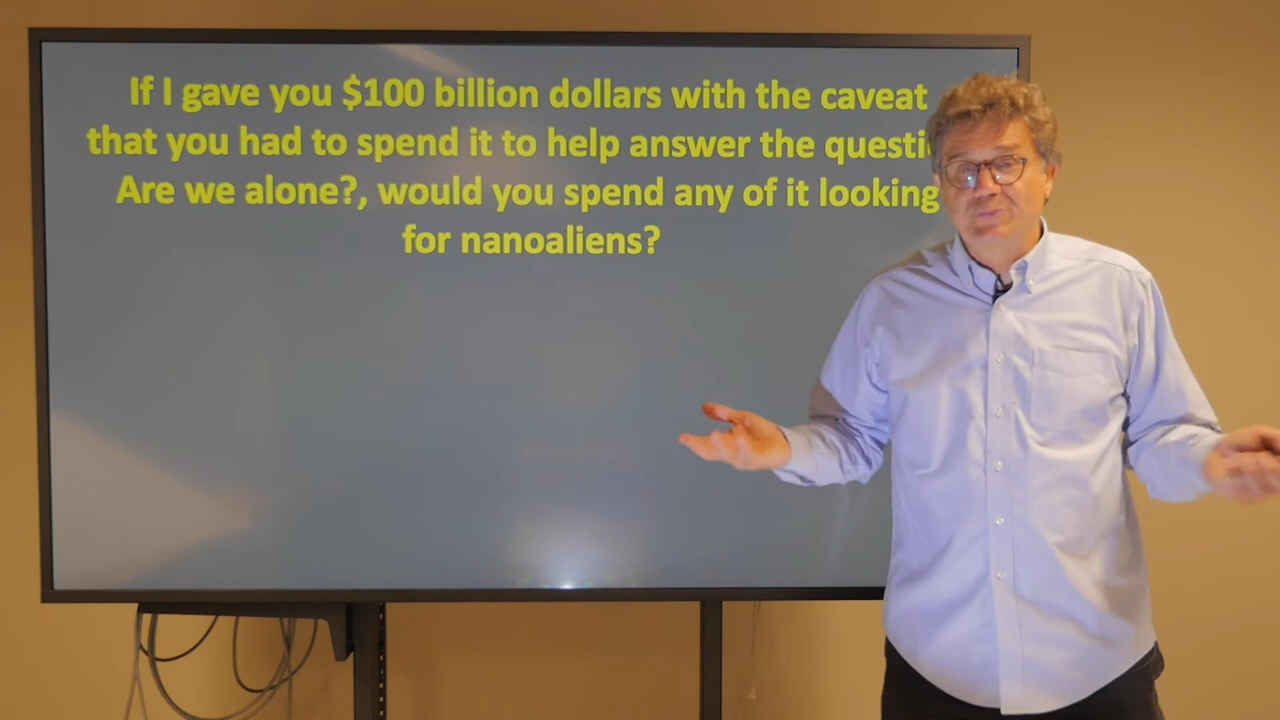 If I gave you $100 billion dollars with the caveat
that you had to spend it to help answer the
Are we alone?, would you spend any of it looking
for nanoaliens?